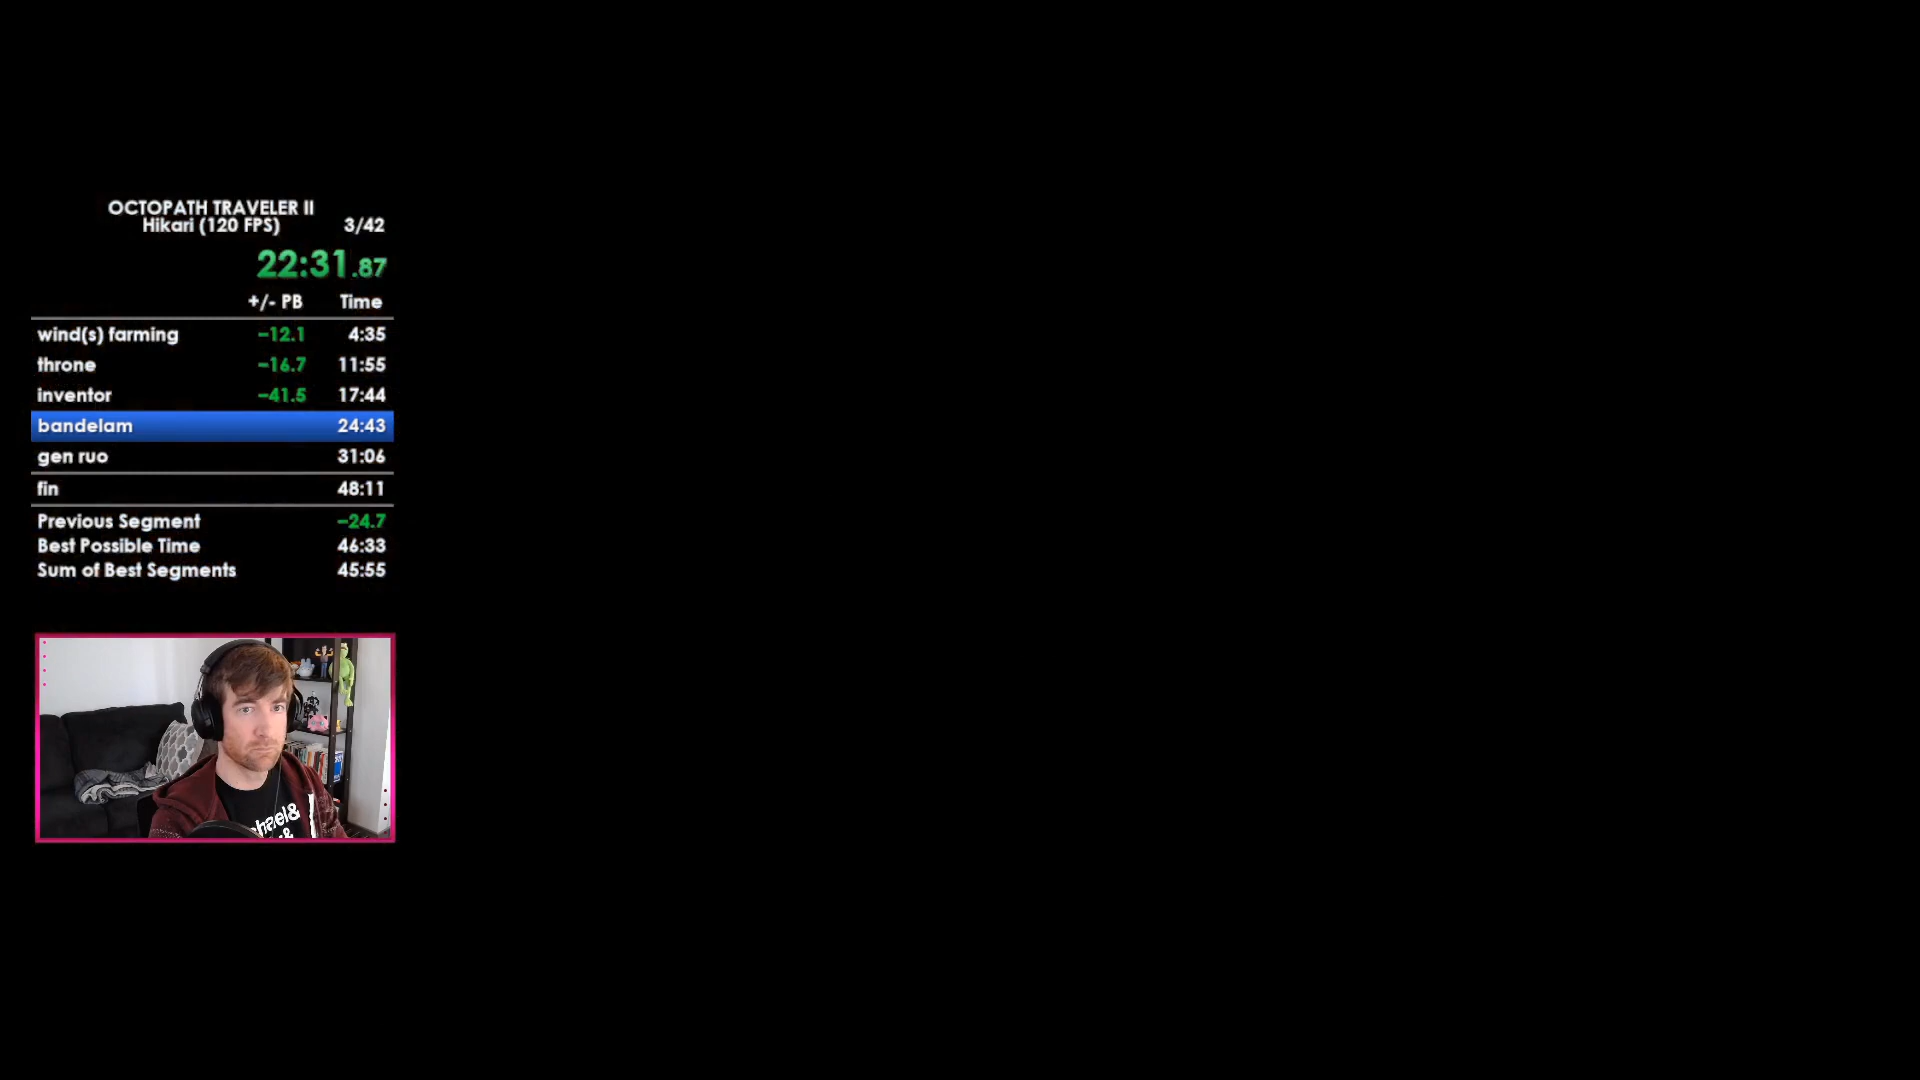 OCTOPATH TRAVELER II
Hikari (120 FPS) 3/42
22:31.87
+/- PB Time
wind(s) farming −12.1 4:35
throne −16.7 11:55
inventor −41.5 17:44
bandelam 24:43
gen ruo 31:06
fin 48:11
Previous Segment −24.7
Best Possible Time 46:33
Sum of Best Segments 45:55